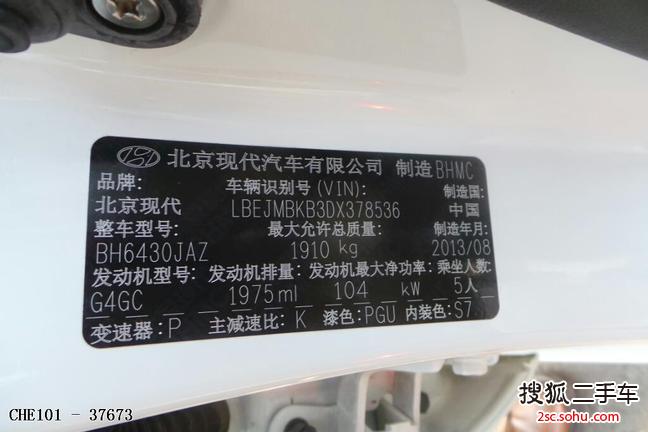 北京现代汽车有限公司 制造 BHMC
品牌: 车辆识别号(VIN): 制造国:
北京现代 LBEJMBKB3DX378536 中国
整车型号: 最大允许总质量: 制造年月:
BH6430JAZ 1910 kg 2013/08
发动机型号: 发动机排量: 发动机最大净功率: 乘坐人数:
G4GC 1975ml 104 kW 5人
变速器: P 主减速比: K 漆色: PGU 内装色: S7
CHE101 - 37673
搜狐二手车
2sc.sohu.com